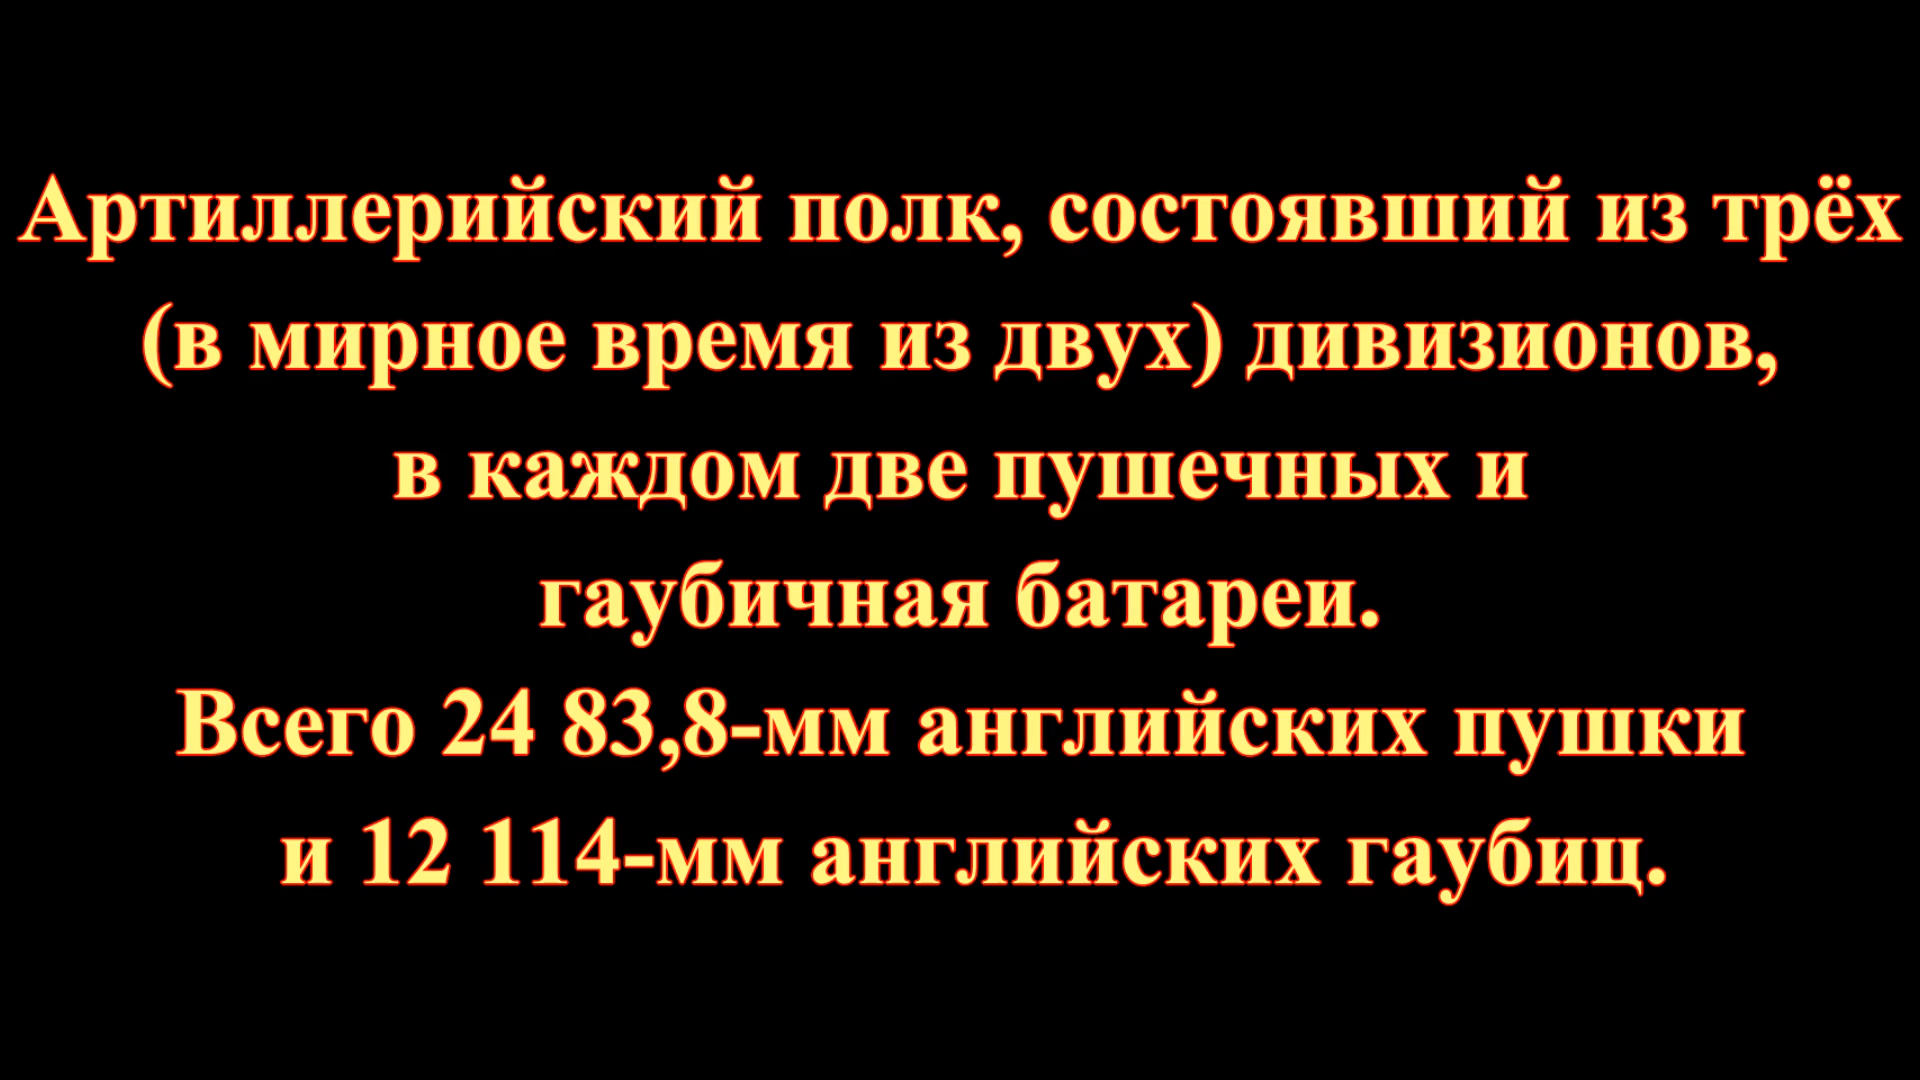 Артиллерийский полк, состоявший из трёх
(в мирное время из двух) дивизионов,
в каждом две пушечных и
гаубичная батареи.
Всего 24 83,8-мм английских пушки
и 12 114-мм английских гаубиц.